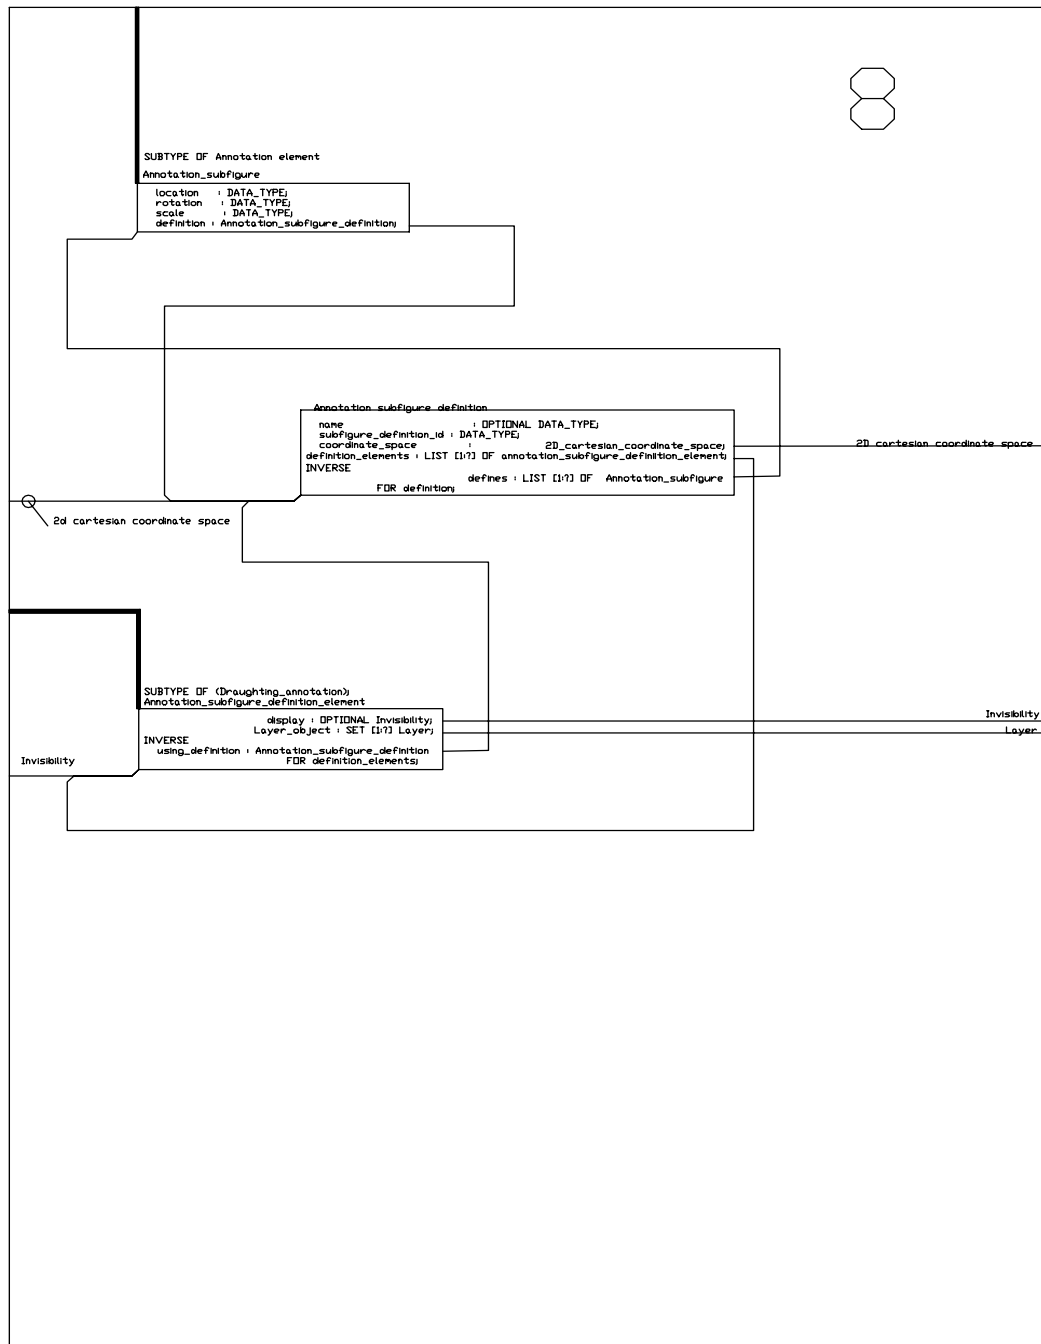 8
SUBTYPE OF Annotation element
Annotation_subfigure
location : DATA_TYPE;
rotation : DATA_TYPE;
scale : DATA_TYPE;
definition : Annotation_subfigure_definition;
Annotation subfigure definition
name : OPTIONAL DATA_TYPE;
subfigure_definition_id : DATA_TYPE;
coordinate_space : 2D_cartesian_coordinate_space;
2D cartesian coordinate space
definition_elements : LIST [1:?] OF annotation_subfigure_definition_element;
INVERSE
defines : LIST [1:?] OF Annotation_subfigure
FOR definition;
2d cartesian coordinate space
SUBTYPE OF (Draughting_annotation);
Annotation_subfigure_definition_element
display : OPTIONAL Invisibility;
Invisibility
Layer_object : SET [1:?] Layer;
Layer
INVERSE
using_definition : Annotation_subfigure_definition
FOR definition_elements;
Invisibility